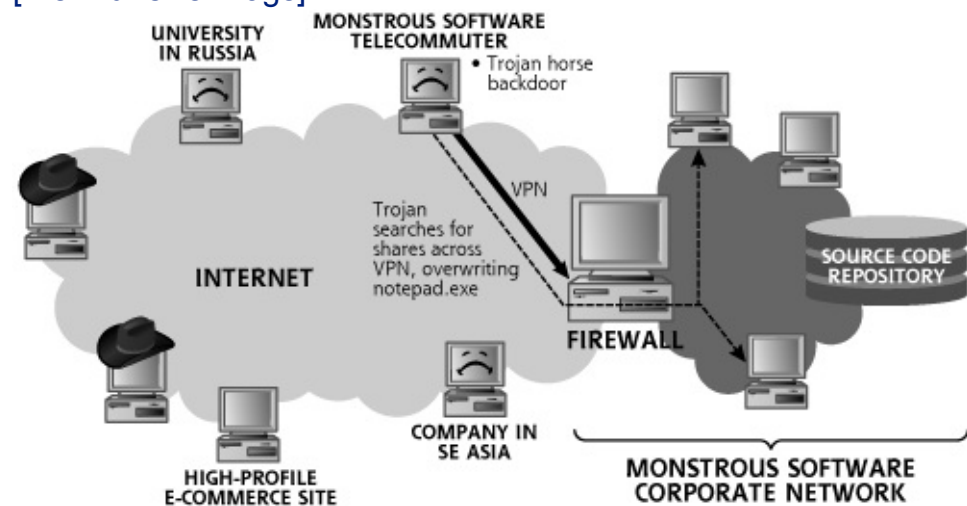 UNIVERSITY
IN RUSSIA
MONSTROUS SOFTWARE
TELECOMMUTER
• Trojan horse
backdoor
VPN
Trojan
searches for
shares across
VPN, overwriting
notepad.exe
INTERNET
SOURCE CODE
REPOSITORY
FIREWALL
COMPANY IN
SE ASIA
HIGH-PROFILE
E-COMMERCE SITE
MONSTROUS SOFTWARE
CORPORATE NETWORK